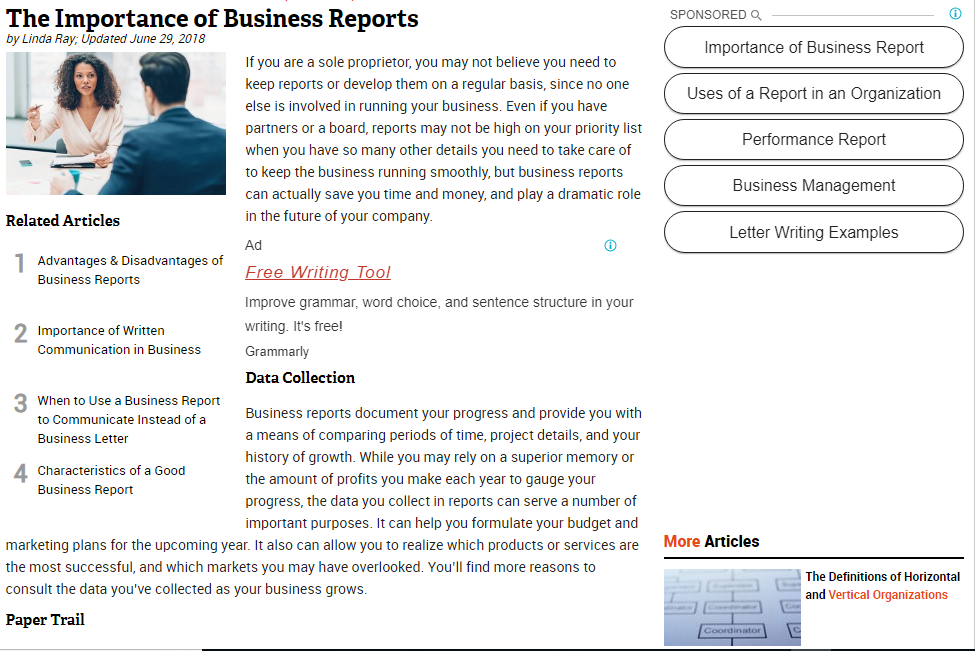 The Importance of Business Reports
by Linda Ray; Updated June 29, 2018
If you are a sole proprietor, you may not believe you need to
keep reports or develop them on a regular basis, since no one
else is involved in running your business. Even if you have
partners or a board, reports may not be high on your priority list
when you have so many other details you need to take care of
to keep the business running smoothly, but business reports
can actually save you time and money, and play a dramatic role
in the future of your company.
Related Articles
1 Advantages & Disadvantages of
Business Reports
2 Importance of Written
Communication in Business
3 When to Use a Business Report
to Communicate Instead of a
Business Letter
4 Characteristics of a Good
Business Report
Ad
Free Writing Tool
Improve grammar, word choice, and sentence structure in your
writing. It's free!
Grammarly
Data Collection
Business reports document your progress and provide you with
a means of comparing periods of time, project details, and your
history of growth. While you may rely on a superior memory or
the amount of profits you make each year to gauge your
progress, the data you collect in reports can serve a number of
important purposes. It can help you formulate your budget and
marketing plans for the upcoming year. It also can allow you to realize which products or services are
the most successful, and which markets you may have overlooked. You'll find more reasons to
consult the data you've collected as your business grows.
Paper Trail
SPONSORED
Importance of Business Report
Uses of a Report in an Organization
Performance Report
Business Management
Letter Writing Examples
More Articles
Coordinator
The Definitions of Horizontal
and Vertical Organizations